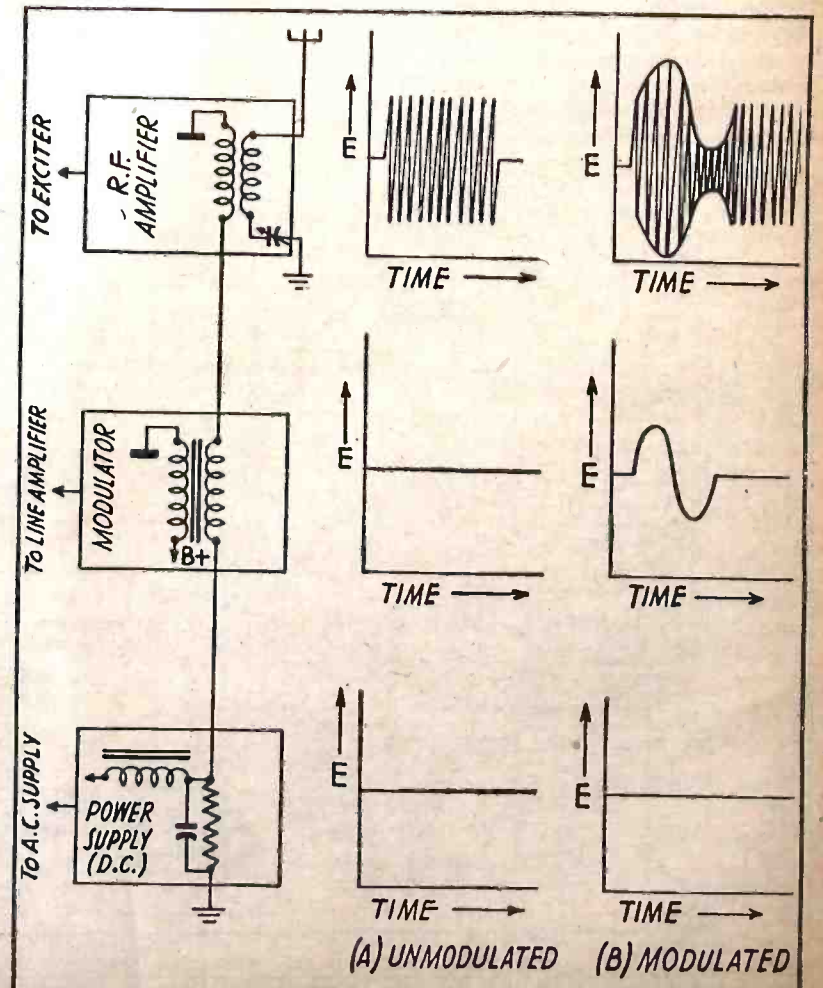 TO EXCITER
R.F.
AMPLIFIER
E
TIME
E
TIME
TO LINE AMPLIFIER
MODULATOR
B+
E
TIME
E
TIME
TO A.C. SUPPLY
POWER
SUPPLY
(D.C.)
E
TIME
E
TIME
(A) UNMODULATED
(B) MODULATED